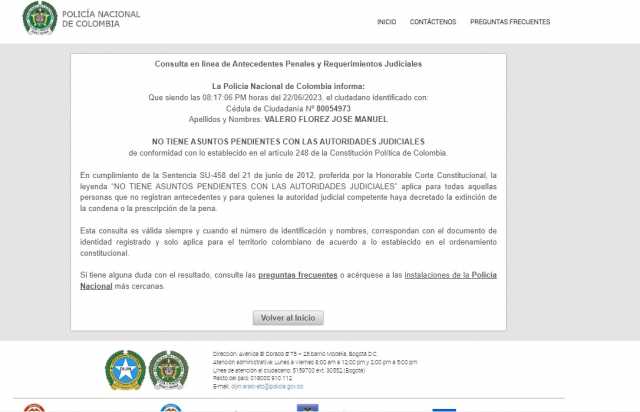 POLICÍA NACIONAL
DE COLOMBIA
INICIO CONTÁCTENOS PREGUNTAS FRECUENTES
Consulta en línea de Antecedentes Penales y Requerimientos Judiciales
La Policía Nacional de Colombia informa:
Que siendo las 08:17:06 PM horas del 22/06/2023, el ciudadano identificado con:
Cédula de Ciudadanía Nº 80054973
Apellidos y Nombres: VALERO FLOREZ JOSE MANUEL
NO TIENE ASUNTOS PENDIENTES CON LAS AUTORIDADES JUDICIALES
de conformidad con lo establecido en el artículo 248 de la Constitución Política de Colombia.
En cumplimiento de la Sentencia SU-458 del 21 de junio de 2012, proferida por la Honorable Corte Constitucional, la
leyenda “NO TIENE ASUNTOS PENDIENTES CON LAS AUTORIDADES JUDICIALES” aplica para todas aquellas
personas que no registran antecedentes y para quienes la autoridad judicial competente haya decretado la extinción de
la condena o la prescripción de la pena.
Esta consulta es válida siempre y cuando el número de identificación y nombres, correspondan con el documento de
identidad registrado y solo aplica para el territorio colombiano de acuerdo a lo establecido en el ordenamiento
constitucional.
Si tiene alguna duda con el resultado, consulte las preguntas frecuentes o acérquese a las instalaciones de la Policía
Nacional más cercanas.
Volver al Inicio
Dirección: Avenida El Dorado # 75 – 25 barrio Modelia, Bogotá D.C.
Atención administrativa: Lunes a Viernes 8:00 am a 12:00 pm y 2:00 pm a 5:00 pm
Línea de atención al ciudadano: 5159700 ext. 30552 (Bogotá)
Resto del país: 018000 910 112
E-mail: